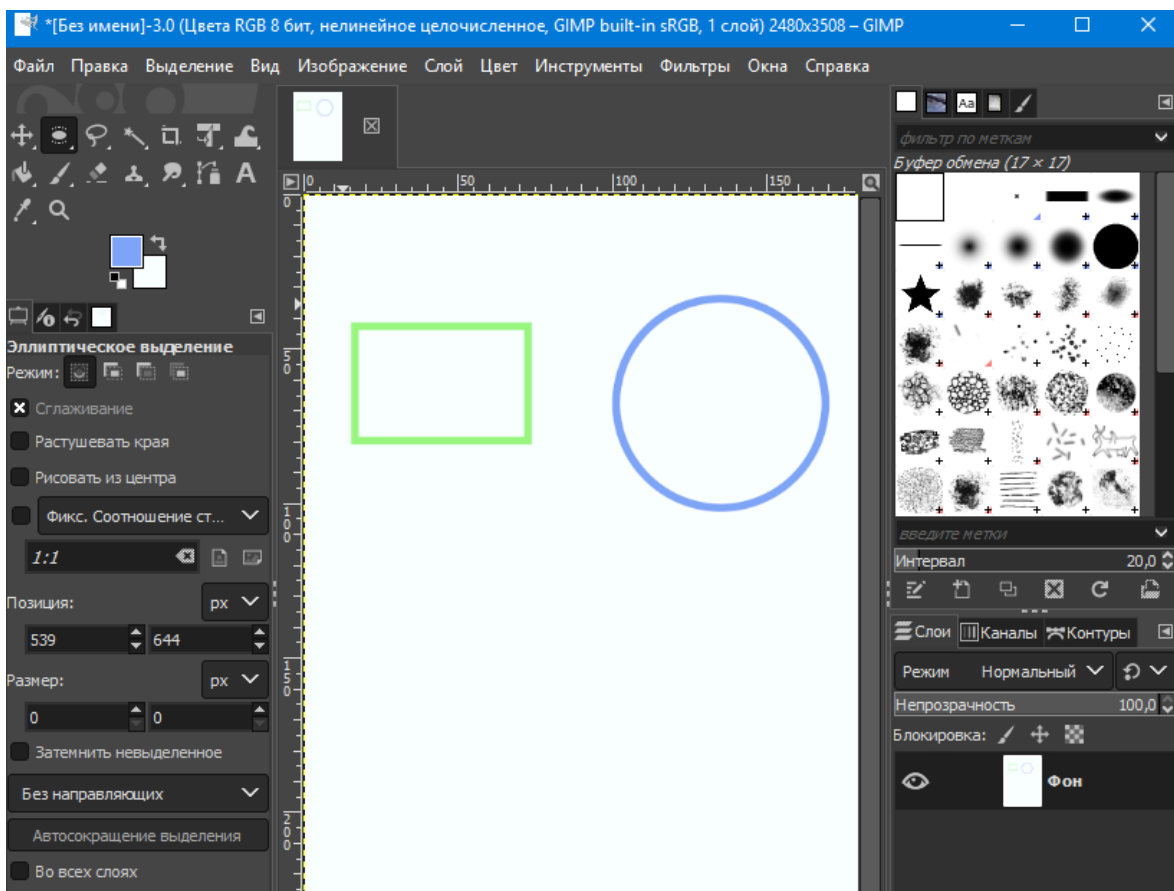 *[Без имени]-3.0 (Цвета RGB 8 бит, нелинейное целочисленное, GIMP built-in sRGB, 1 слой) 2480x3508 – GIMP
Файл Правка Выделение Вид Изображение Слой Цвет Инструменты Фильтры Окна Справка
Aa
фильтр по меткам
Буфер обмена (17 × 17)
0 50 100 150
0
50
100
150
200
Эллиптическое выделение
Режим:
Сглаживание
Растушевать края
Рисовать из центра
Фикс. Соотношение ст...
1:1
Позиция: px
539 644
Размер: px
0 0
Затемнить невыделенное
Без направляющих
Автосокращение выделения
Во всех слоях
введите метки
Интервал 20,0
Слои Каналы Контуры
Режим Нормальный
Непрозрачность 100,0
Блокировка:
Фон